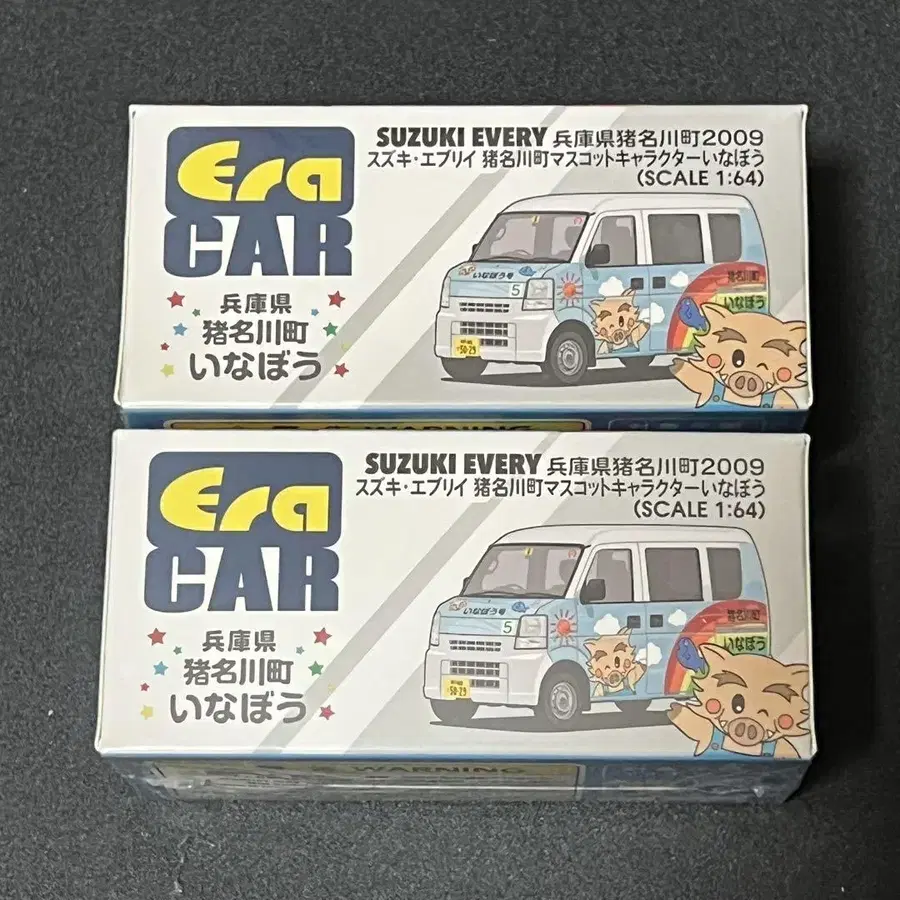 Era
CAR
兵庫県
猪名川町
いなぼう
SUZUKI EVERY 兵庫県猪名川町2009
スズキ・エブリイ 猪名川町マスコットキャラクターいなぼう
(SCALE 1:64)
いなぼう号
5
50-29
猪名川町
いなぼう
WARNING
Era
CAR
兵庫県
猪名川町
いなぼう
SUZUKI EVERY 兵庫県猪名川町2009
スズキ・エブリイ 猪名川町マスコットキャラクターいなぼう
(SCALE 1:64)
いなぼう号
5
50-29
猪名川町
いなぼう
WARNING